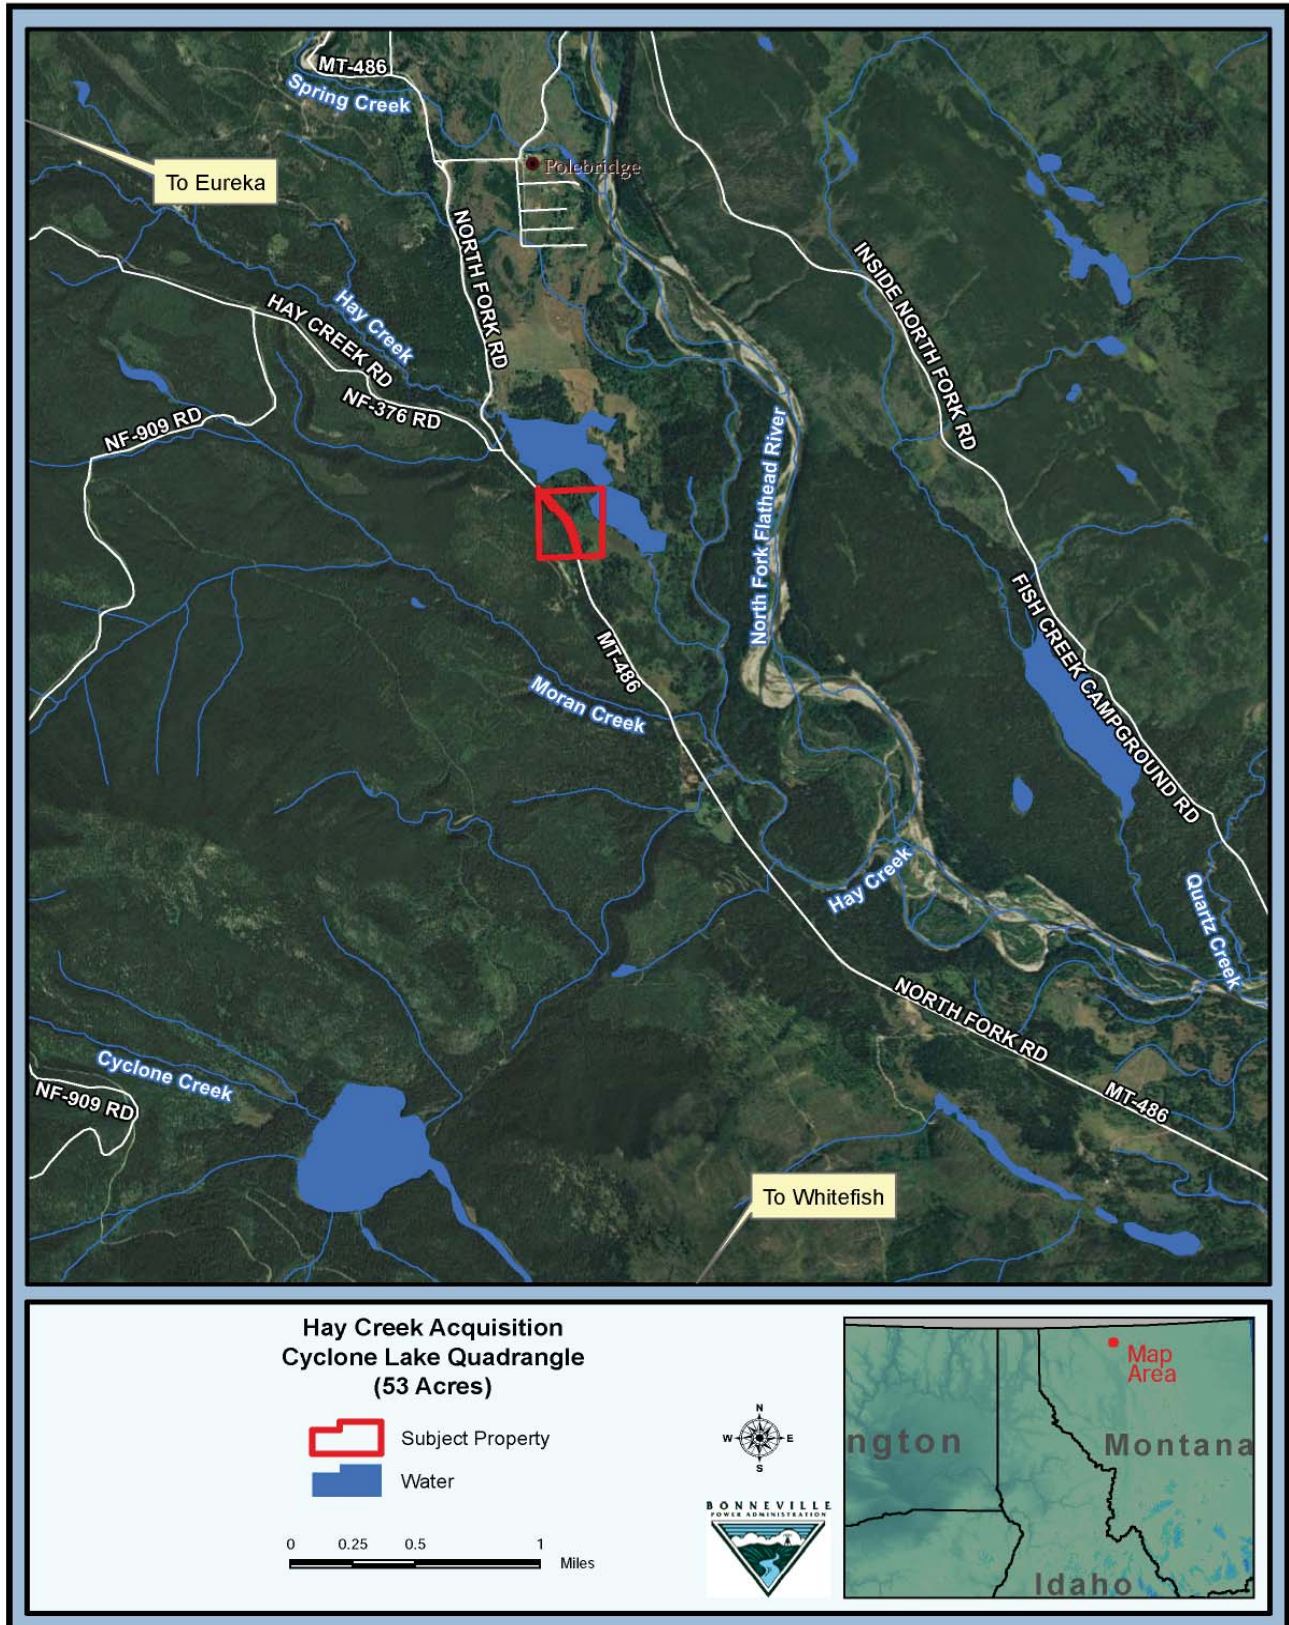 MT-486
Spring Creek
To Eureka
Polebridge
NORTH FORK RD
INSIDE NORTH FORK RD
Hay Creek
HAY CREEK RD
NF-376 RD
NF-909 RD
North Fork Flathead River
FISH CREEK CAMPGROUND RD
MT-486
Moran Creek
Hay Creek
Quartz Creek
NORTH FORK RD
Cyclone Creek
NF-909 RD
MT-486
To Whitefish
Hay Creek Acquisition
Cyclone Lake Quadrangle
(53 Acres)
Subject Property
Water
0 0.25 0.5 1
Miles
N
W E
S
BONNEVILLE
POWER ADMINISTRATION
Map
Area
ngton
Montana
Idaho